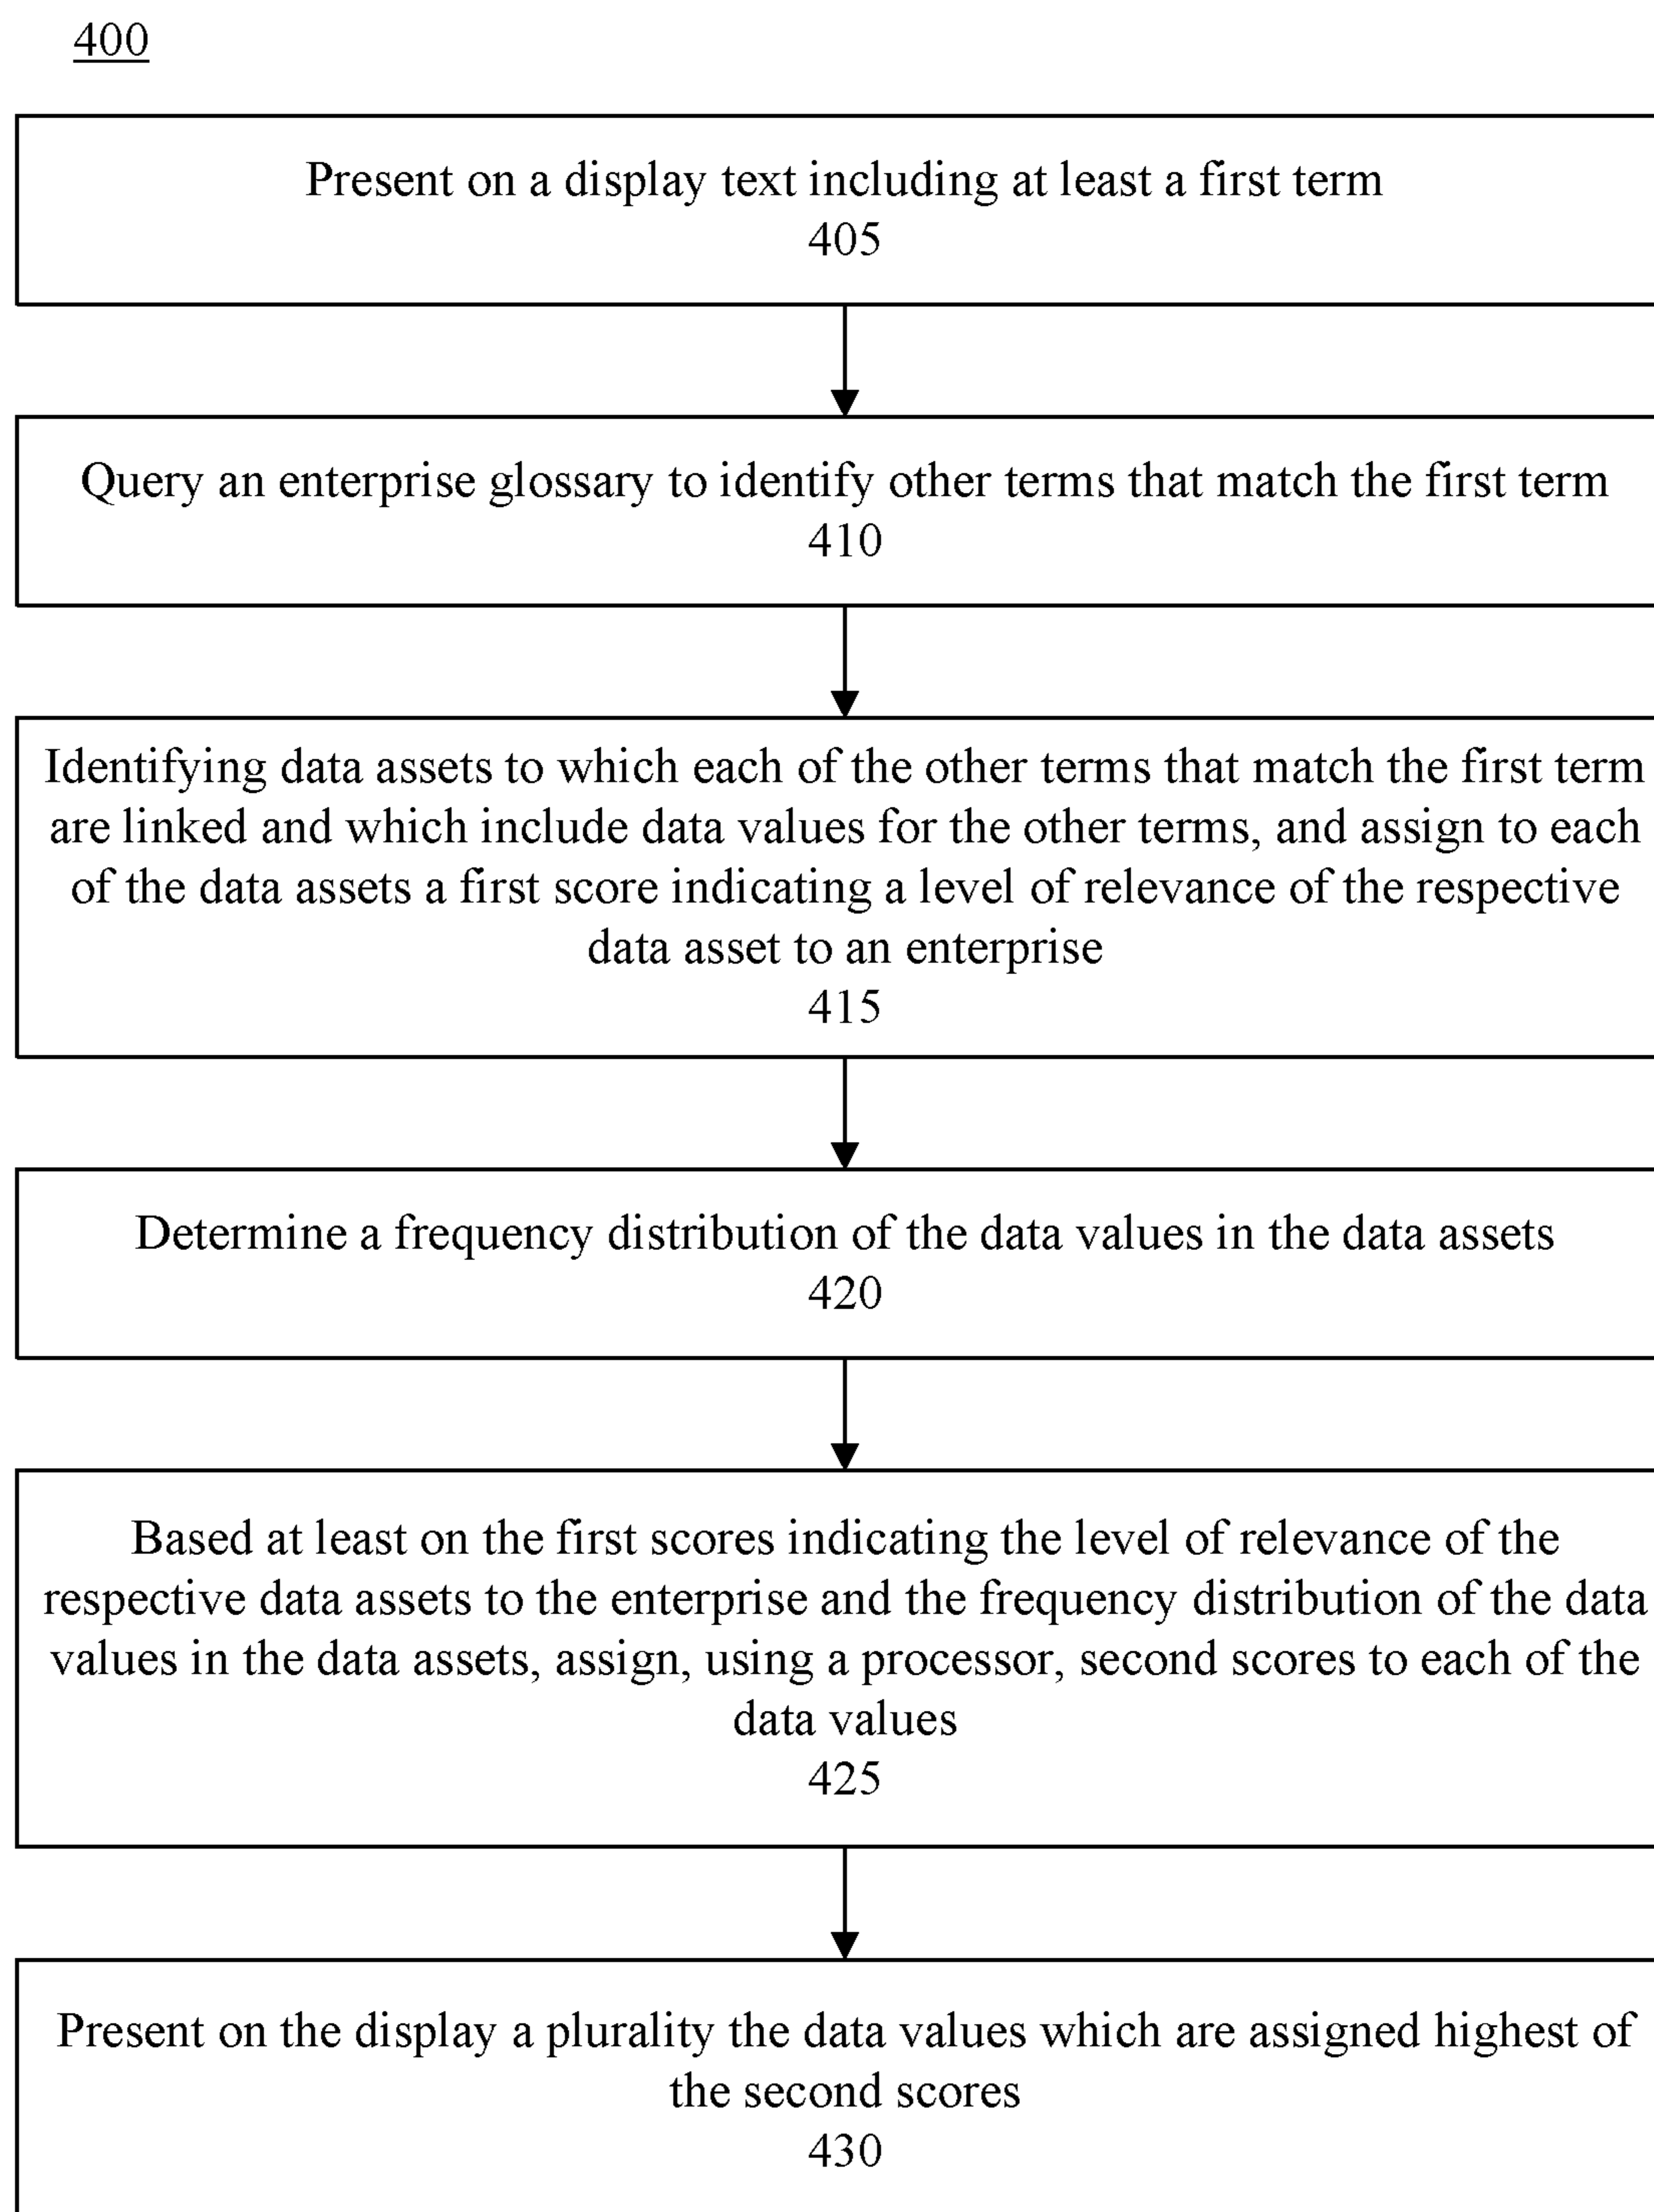 400
Present on a display text including at least a first term
405
Query an enterprise glossary to identify other terms that match the first term
410
Identifying data assets to which each of the other terms that match the first term
are linked and which include data values for the other terms, and assign to each
of the data assets a first score indicating a level of relevance of the respective
data asset to an enterprise
415
Determine a frequency distribution of the data values in the data assets
420
Based at least on the first scores indicating the level of relevance of the
respective data assets to the enterprise and the frequency distribution of the data
values in the data assets, assign, using a processor, second scores to each of the
data values
425
Present on the display a plurality the data values which are assigned highest of
the second scores
430